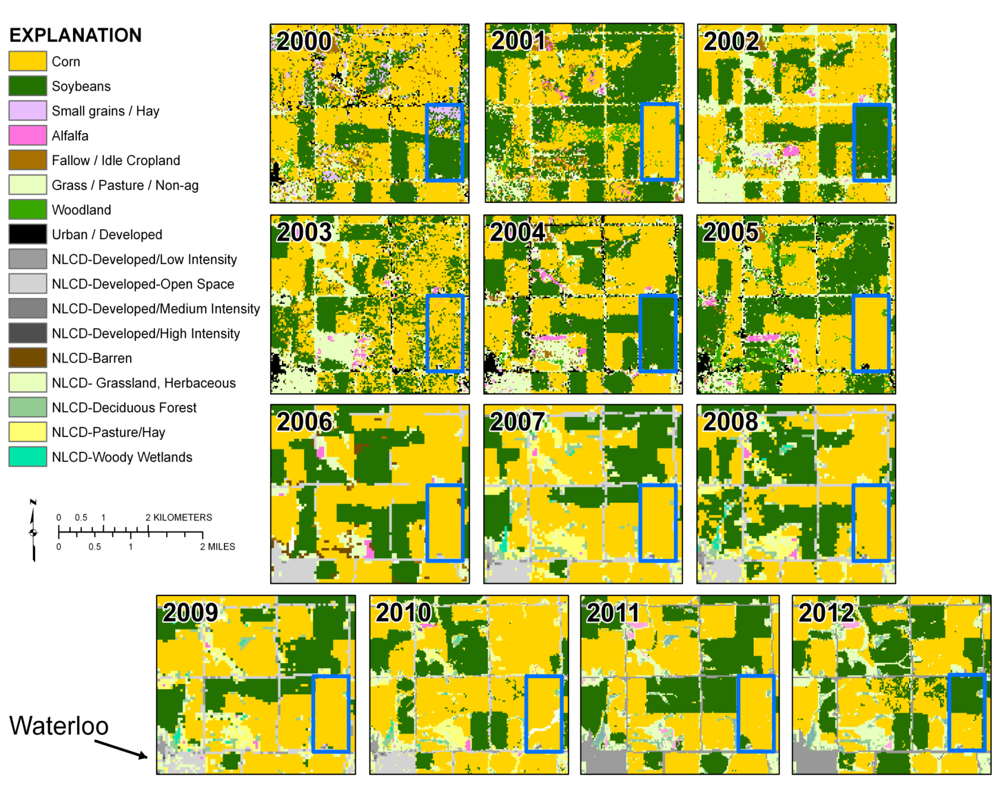 EXPLANATION
Corn
Soybeans
Small grains / Hay
Alfalfa
Fallow / Idle Cropland
Grass / Pasture / Non-ag
Woodland
Urban / Developed
NLCD-Developed/Low Intensity
NLCD-Developed-Open Space
NLCD-Developed/Medium Intensity
NLCD-Developed/High Intensity
NLCD-Barren
NLCD- Grassland, Herbaceous
NLCD-Deciduous Forest
NLCD-Pasture/Hay
NLCD-Woody Wetlands
N
0 0.5 1 2 KILOMETERS
0 0.5 1 2 MILES
2000 2001 2002
2003 2004 2005
2006 2007 2008
2009 2010 2011 2012
Waterloo